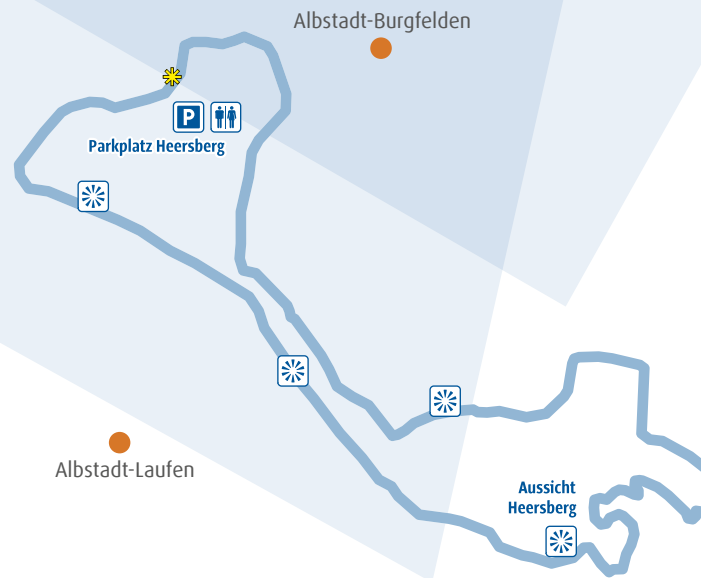 Albstadt-Burgfelden
P
Parkplatz Heersberg
Albstadt-Laufen
Aussicht
Heersberg